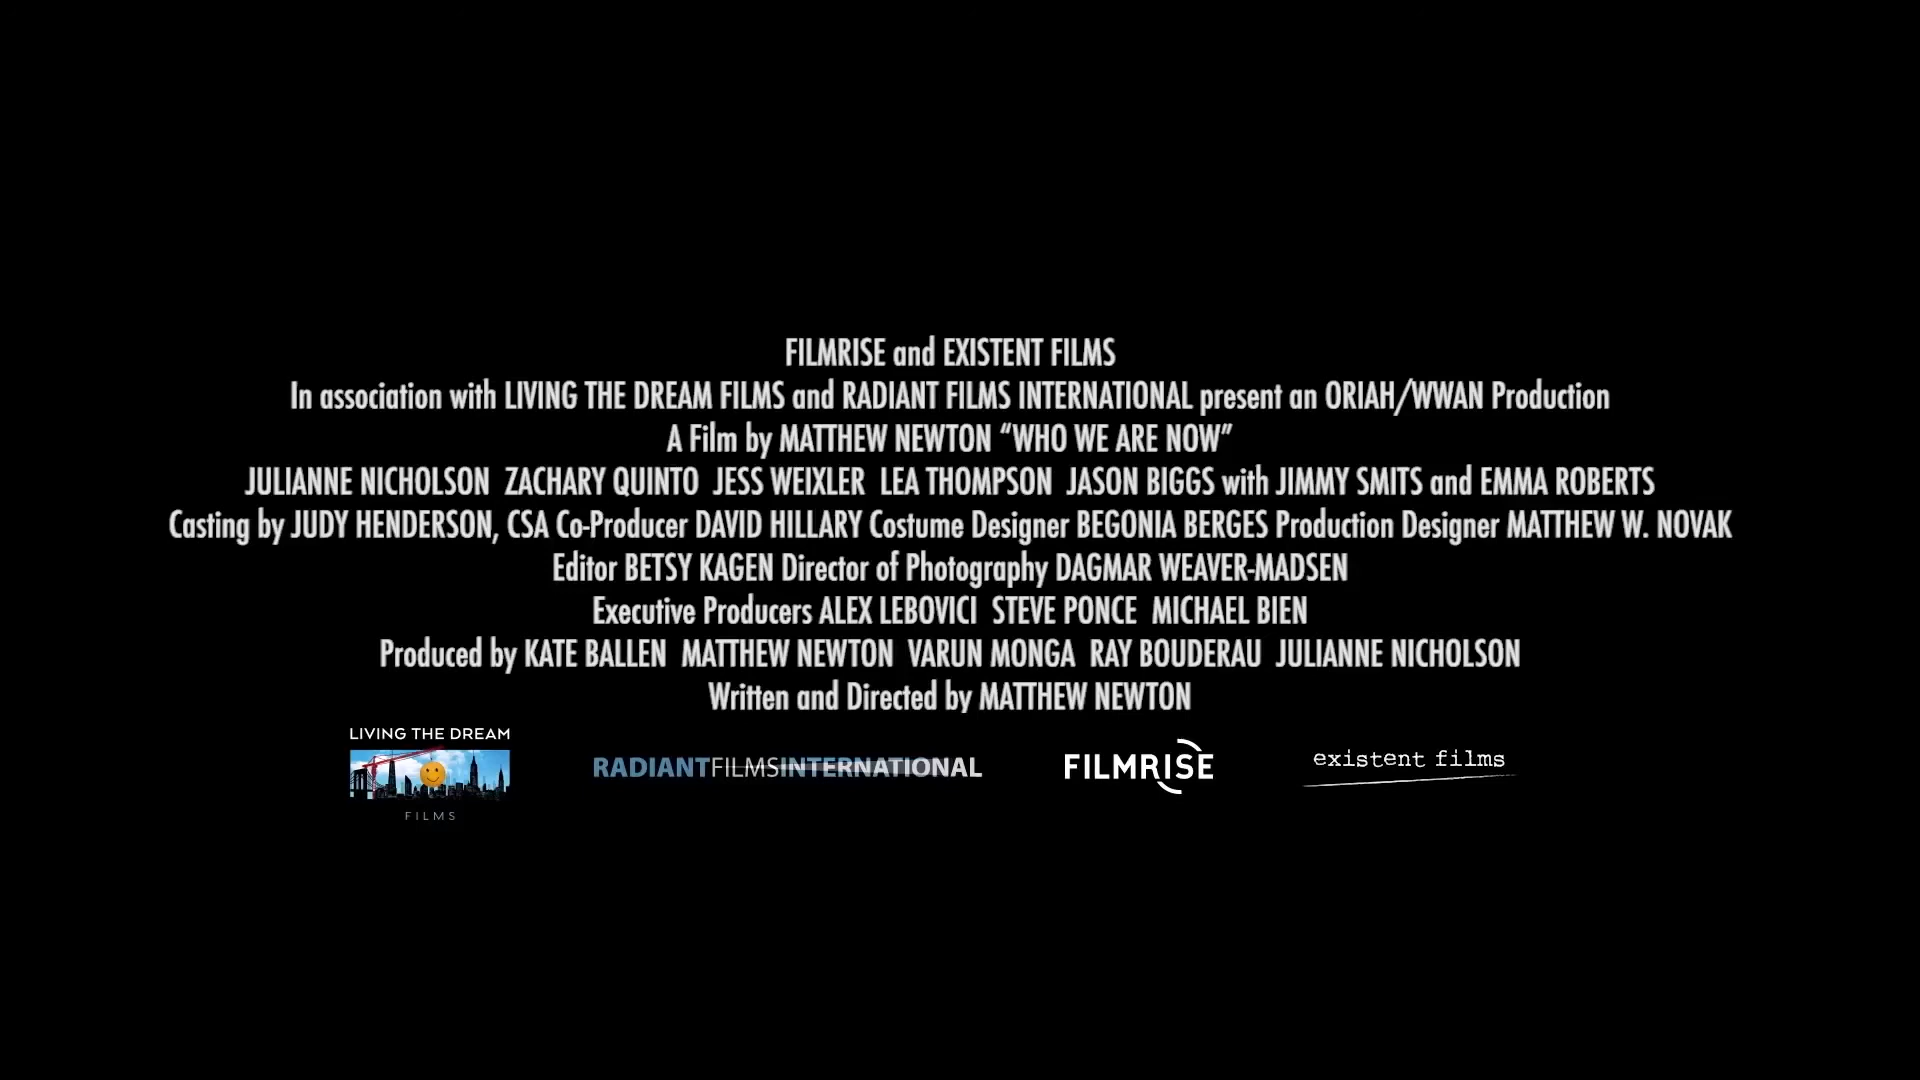 FILMRISE and EXISTENT FILMS
In association with LIVING THE DREAM FILMS and RADIANT FILMS INTERNATIONAL present an ORIAH/WWAN Production
A Film by MATTHEW NEWTON “WHO WE ARE NOW”
JULIANNE NICHOLSON ZACHARY QUINTO JESS WEIXLER LEA THOMPSON JASON BIGGS with JIMMY SMITS and EMMA ROBERTS
Casting by JUDY HENDERSON, CSA Co-Producer DAVID HILLARY Costume Designer BEGONIA BERGES Production Designer MATTHEW W. NOVAK
Editor BETSY KAGEN Director of Photography DAGMAR WEAVER-MADSEN
Executive Producers ALEX LEBOVICI STEVE PONCE MICHAEL BIEN
Produced by KATE BALLEN MATTHEW NEWTON VARUN MONGA RAY BOUDERAU JULIANNE NICHOLSON
Written and Directed by MATTHEW NEWTON
LIVING THE DREAM
FILMS
RADIANTFILMSINTERNATIONAL
FILMRISE
existent films